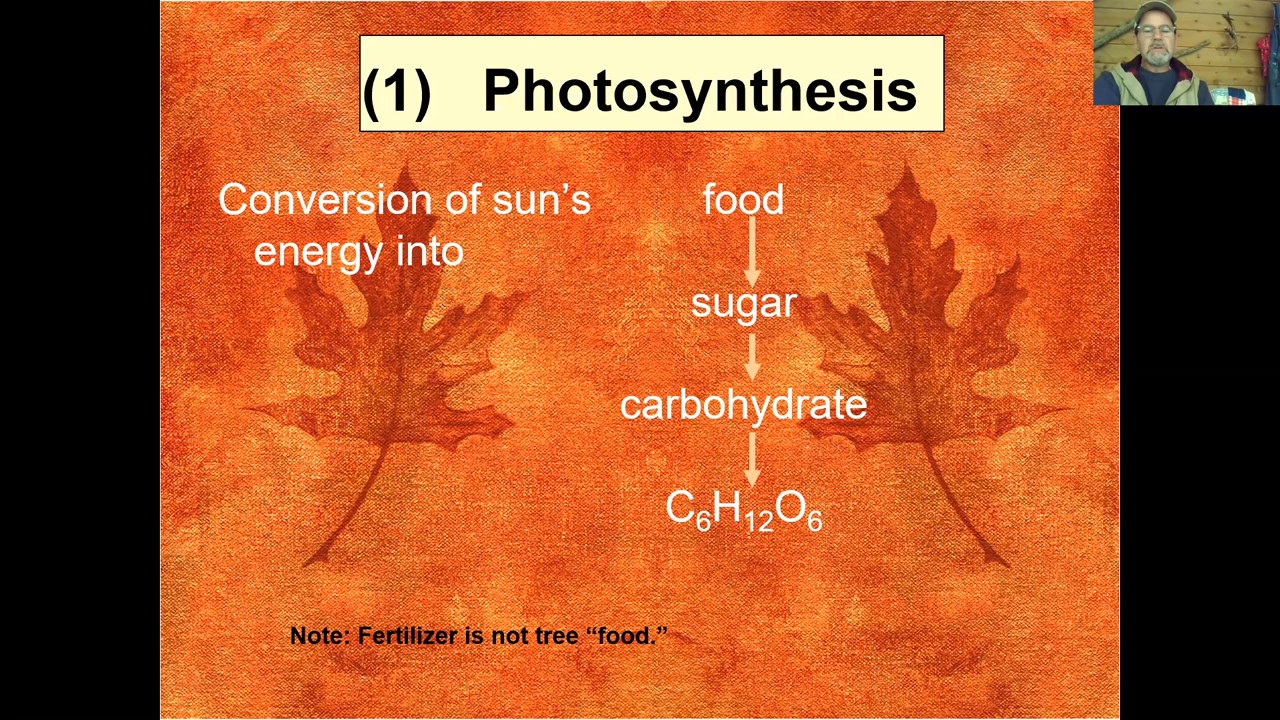 (1) Photosynthesis
Conversion of sun’s
energy into
food
sugar
carbohydrate
C₆H₁₂O₆
Note: Fertilizer is not tree “food.”